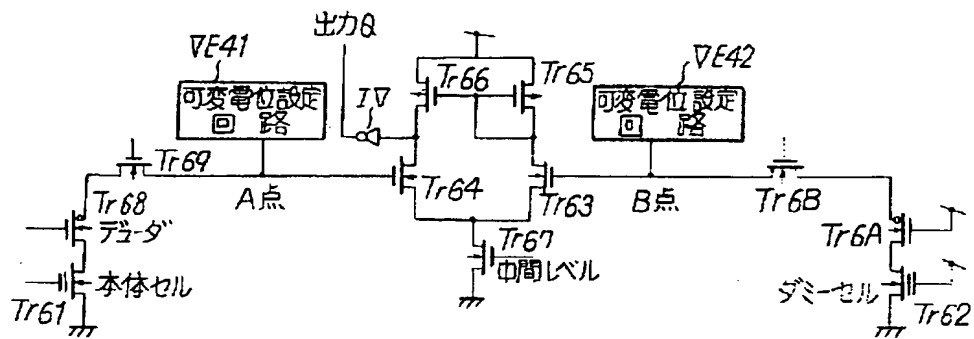 出力Q
VE41
可変電位設定
回 路
Tr66
Tr65
VE42
可変電位設定
回 路
IV
Tr69
A点
Tr64
Tr63
B点
Tr6B
Tr68
デューダ
Tr67
中間レベル
Tr6A
Tr61
本体セル
ダミーセル
Tr62